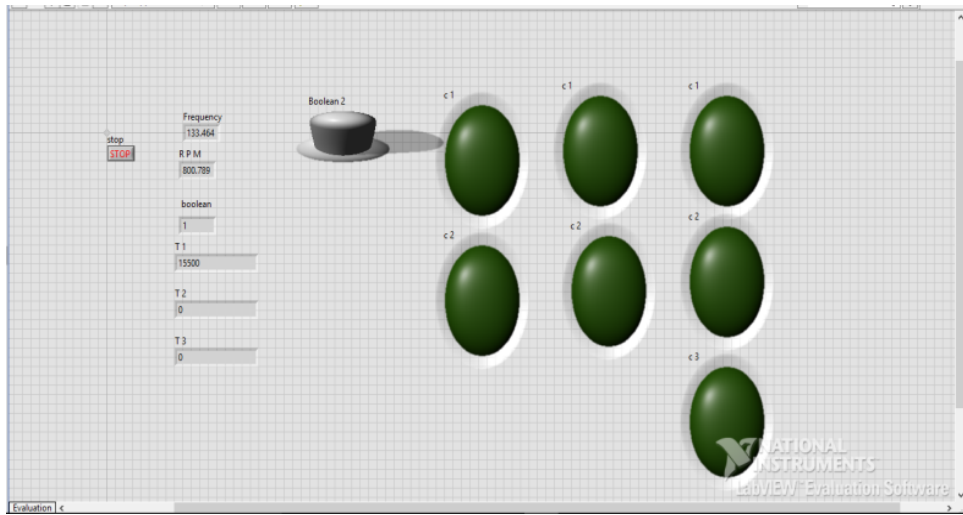 Boolean 2
c 1
c 1
c 1
Frequency
133.464
stop
STOP
R P M
800.789
boolean
1
T 1
15500
c 2
c 2
c 2
T 2
0
T 3
0
c 3
NATIONAL
INSTRUMENTS
LabVIEW™ Evaluation Software
Evaluation